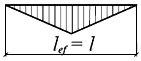 l_ef = l